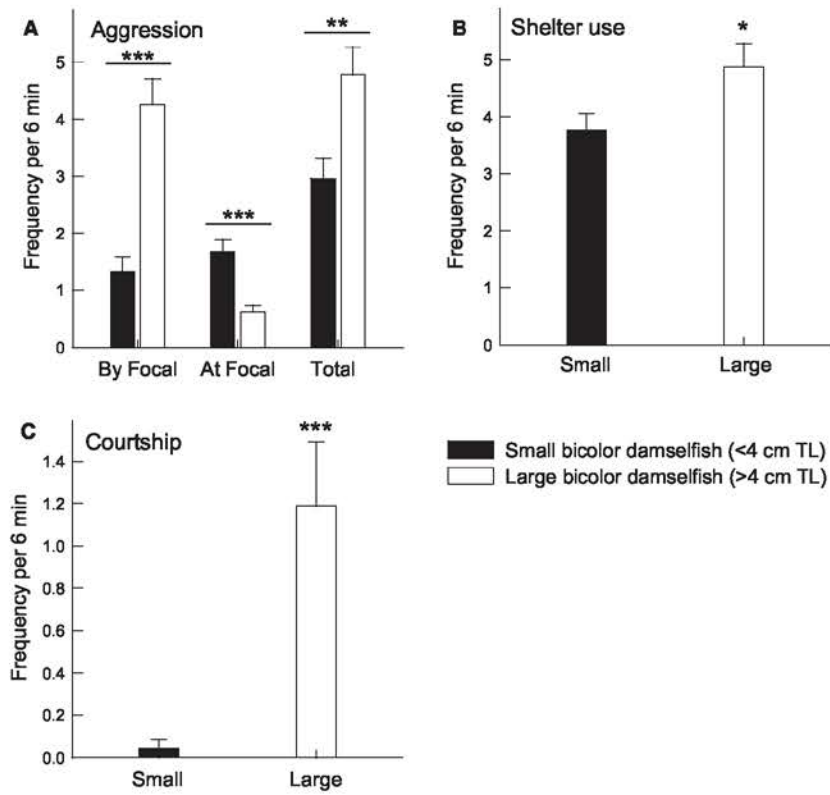 A Aggression
Frequency per 6 min
5
4
3
2
1
0
***
***
**
By Focal At Focal Total
B Shelter use
Frequency per 6 min
5
4
3
2
1
0
*
Small Large
C Courtship
Frequency per 6 min
1.4
1.2
1.0
0.8
0.6
0.4
0.2
0.0
***
Small Large
Small bicolor damselfish (<4 cm TL)
Large bicolor damselfish (>4 cm TL)